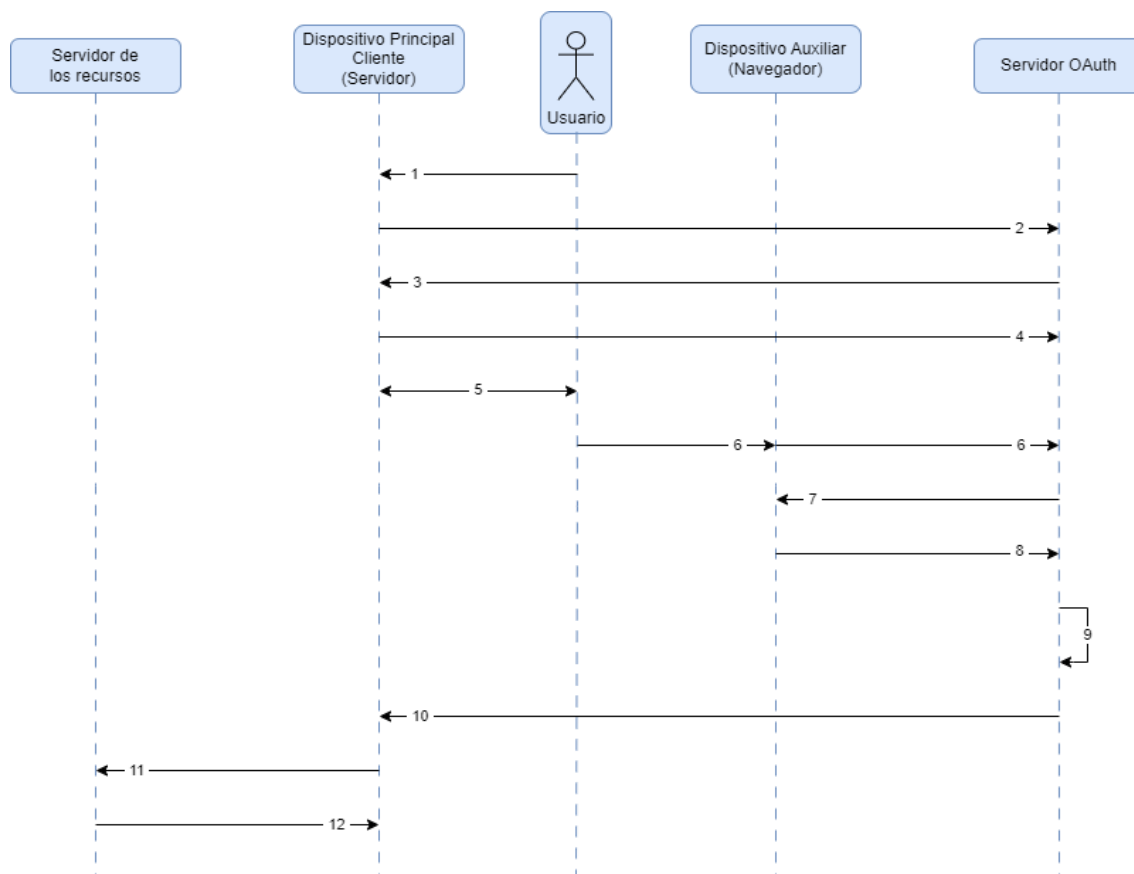 Servidor de
los recursos
Dispositivo Principal
Cliente
(Servidor)
Usuario
Dispositivo Auxiliar
(Navegador)
Servidor OAuth
1
2
3
4
5
6
6
7
8
9
10
11
12